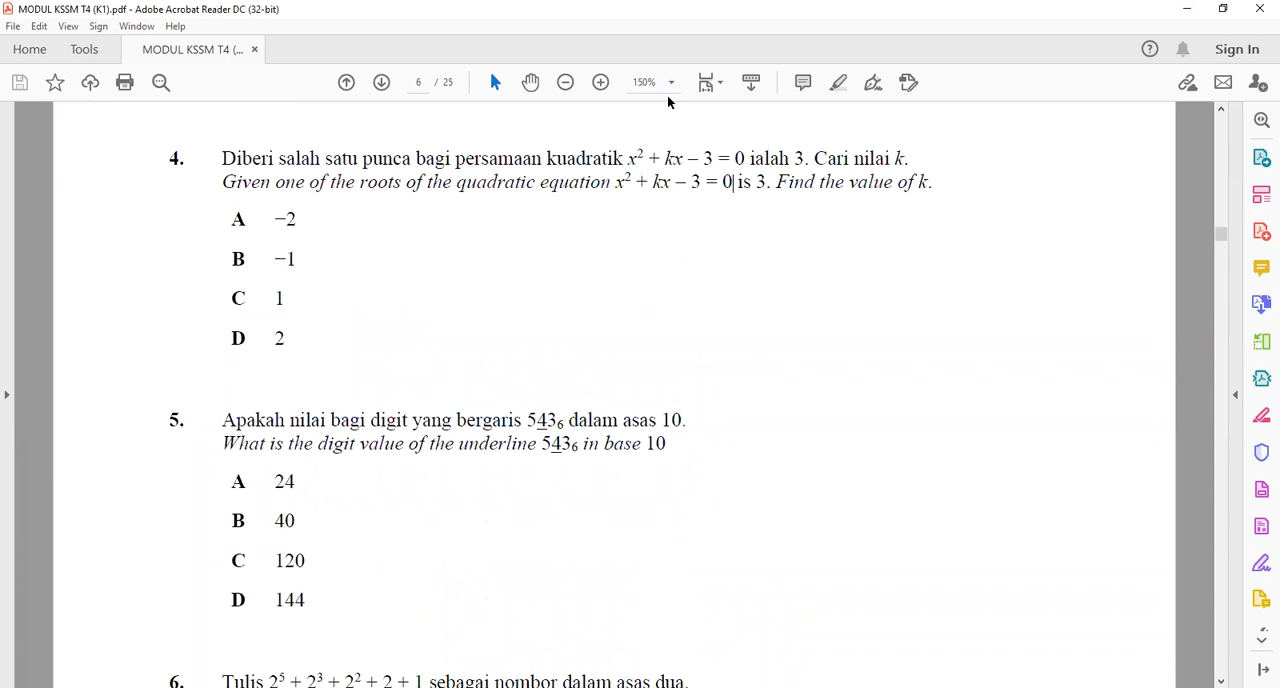 MODUL KSSM T4 (K1).pdf - Adobe Acrobat Reader DC (32-bit)
File Edit View Sign Window Help
Home Tools MODUL KSSM T4 (... × Sign In
6 / 25 150%
4. Diberi salah satu punca bagi persamaan kuadratik x² + kx – 3 = 0 ialah 3. Cari nilai k.
Given one of the roots of the quadratic equation x² + kx – 3 = 0 is 3. Find the value of k.
A −2
B −1
C 1
D 2
5. Apakah nilai bagi digit yang bergaris 543₆ dalam asas 10.
What is the digit value of the underline 543₆ in base 10
A 24
B 40
C 120
D 144
6. Tulis 2⁵ + 2³ + 2² + 2 + 1 sebagai nombor dalam asas dua.